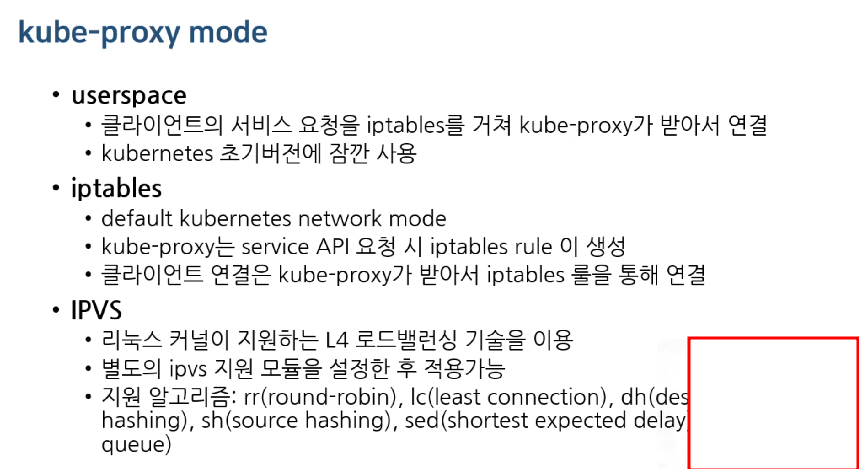 kube-proxy mode
• userspace
• 클라이언트의 서비스 요청을 iptables를 거쳐 kube-proxy가 받아서 연결
• kubernetes 초기버전에 잠깐 사용
• iptables
• default kubernetes network mode
• kube-proxy는 service API 요청 시 iptables rule 이 생성
• 클라이언트 연결은 kube-proxy가 받아서 iptables 룰을 통해 연결
• IPVS
• 리눅스 커널이 지원하는 L4 로드밸런싱 기술을 이용
• 별도의 ipvs 지원 모듈을 설정한 후 적용가능
• 지원 알고리즘: rr(round-robin), lc(least connection),
hashing), sh(source hashing), sed(shortest expected delay
queue)